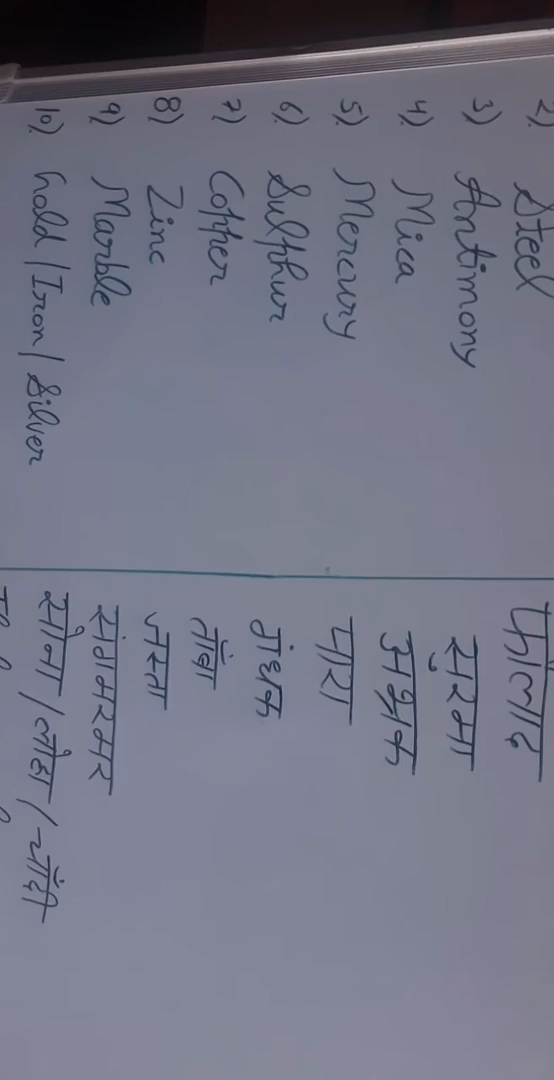 2) Steel फौलाद
3) Antimony सुरमा
4) Mica अभ्रक
5) Mercury पारा
6) Sulphur गंधक
7) Copper ताँबा
8) Zinc जस्ता
9) Marble संगमरमर
10) Gold / Iron / Silver सोना / लोहा / चाँदी